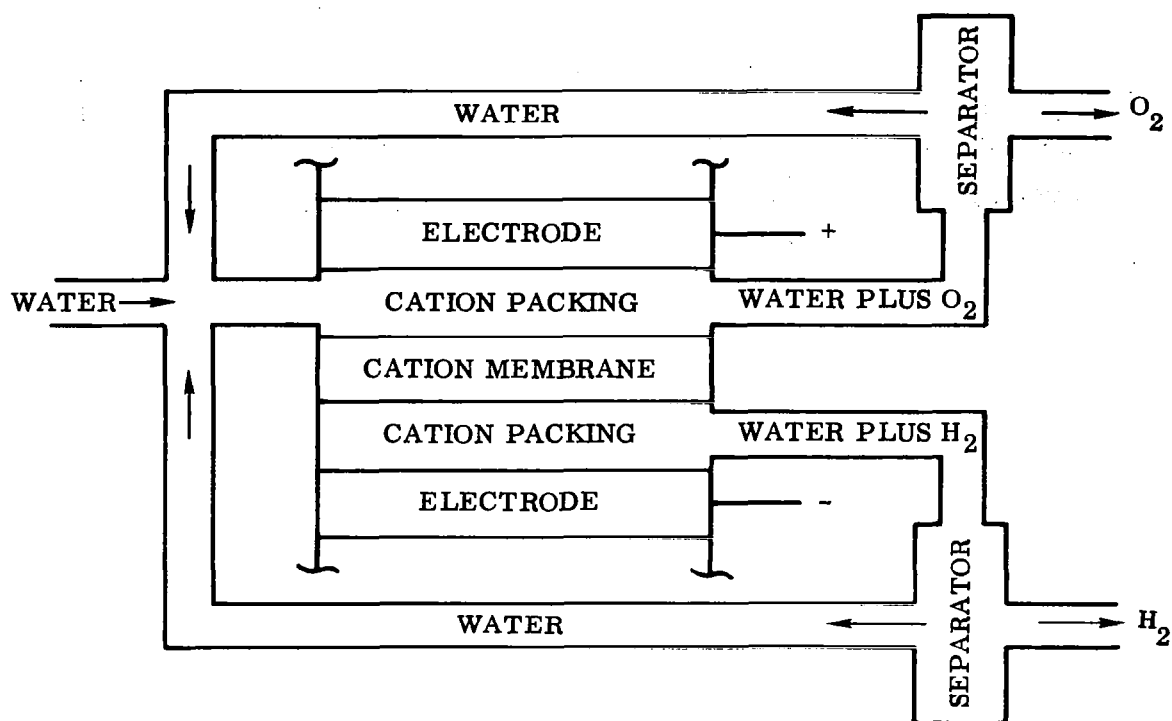 SEPARATOR
WATER
O2
ELECTRODE
+
WATER
CATION PACKING
WATER PLUS O2
CATION MEMBRANE
CATION PACKING
WATER PLUS H2
ELECTRODE
-
WATER
SEPARATOR
H2